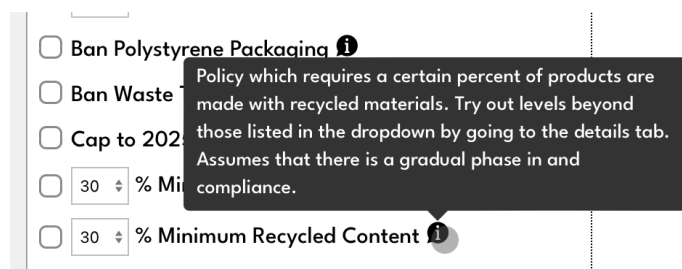 Ban Polystyrene Packaging
Policy which requires a certain percent of products are
made with recycled materials. Try out levels beyond
those listed in the dropdown by going to the details tab.
Assumes that there is a gradual phase in and
compliance.
Ban Waste
Cap to 202
30 % Mi
30 % Minimum Recycled Content